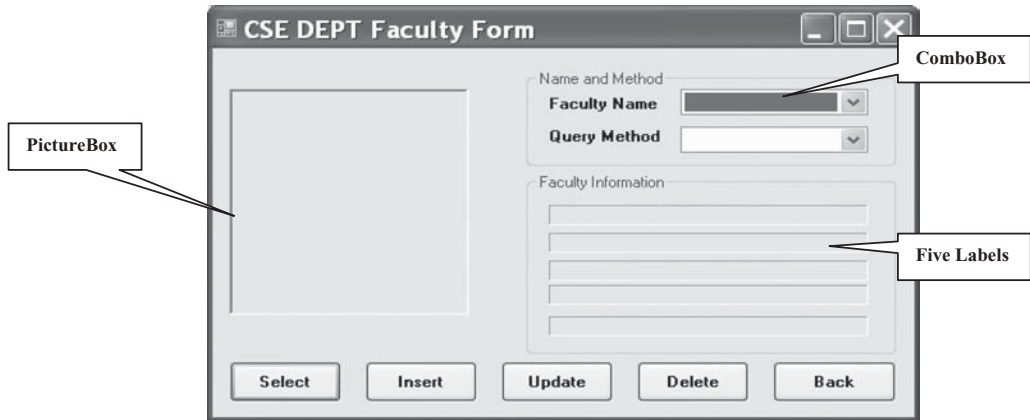 CSE DEPT Faculty Form
ComboBox
Name and Method
Faculty Name
Query Method
PictureBox
Faculty Information
Five Labels
Select
Insert
Update
Delete
Back